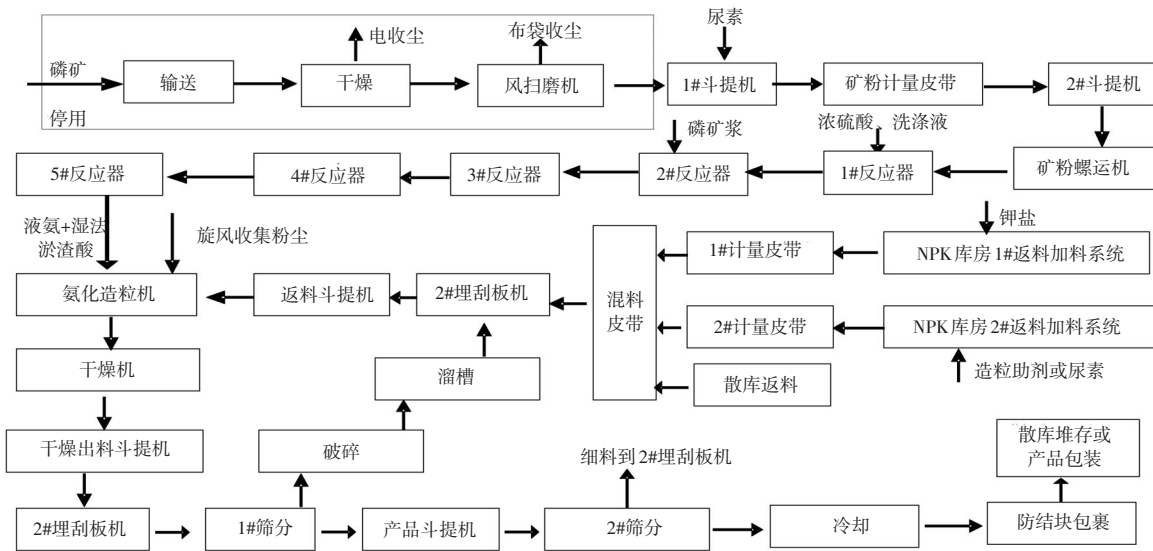 电收尘
布袋收尘
尿素
磷矿
输送
干燥
风扫磨机
1#斗提机
矿粉计量皮带
2#斗提机
停用
磷矿浆
浓硫酸、洗涤液
5#反应器
4#反应器
3#反应器
2#反应器
1#反应器
矿粉螺运机
液氨+湿法
淤渣酸
旋风收集粉尘
钾盐
1#计量皮带
NPK库房1#返料加料系统
氨化造粒机
返料斗提机
2#埋刮板机
混料
皮带
2#计量皮带
NPK库房2#返料加料系统
干燥机
溜槽
散库返料
造粒助剂或尿素
干燥出料斗提机
破碎
细料到2#埋刮板机
散库堆存或
产品包装
2#埋刮板机
1#筛分
产品斗提机
2#筛分
冷却
防结块包裹